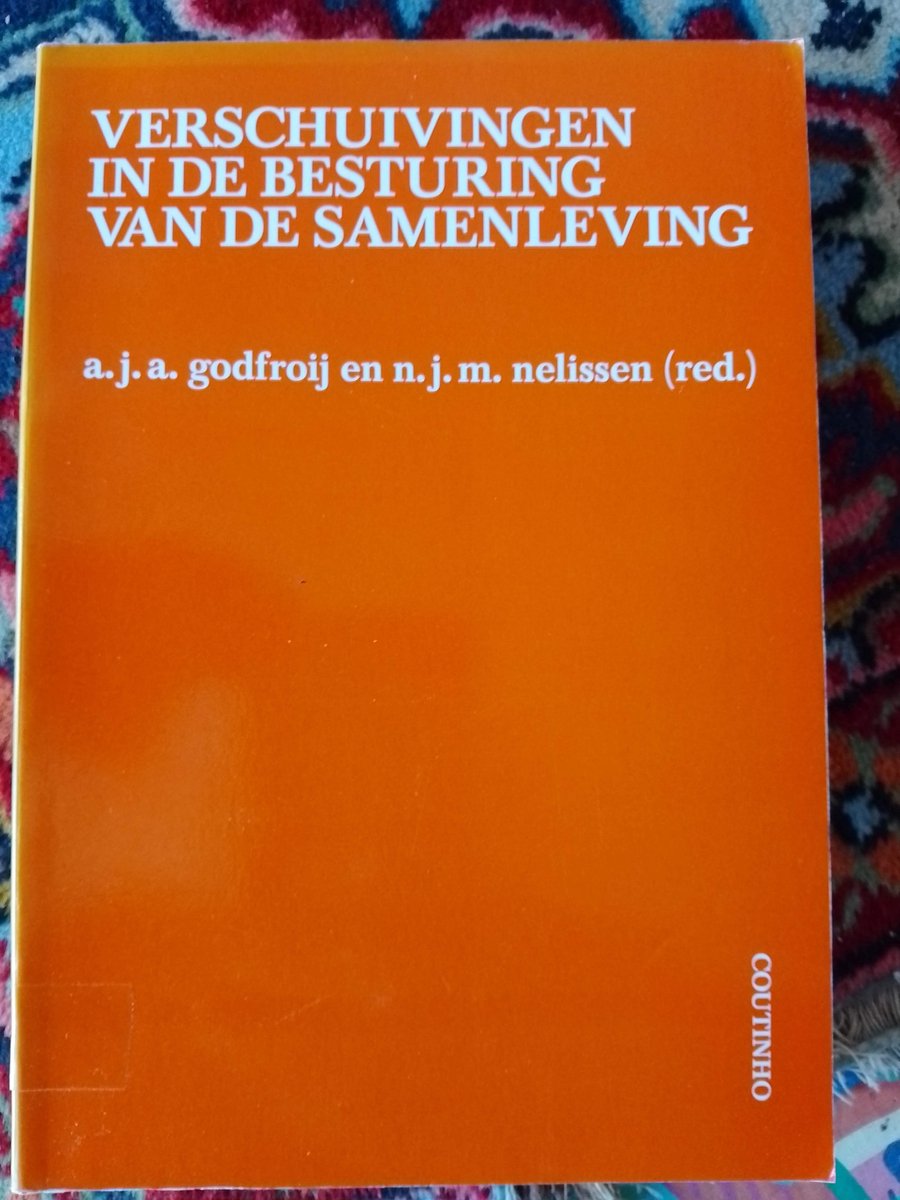 VERSCHUIVINGEN
IN DE BESTURING
VAN DE SAMENLEVING
a.j.a. godfroij en n.j.m. nelissen (red.)
COUTINHO